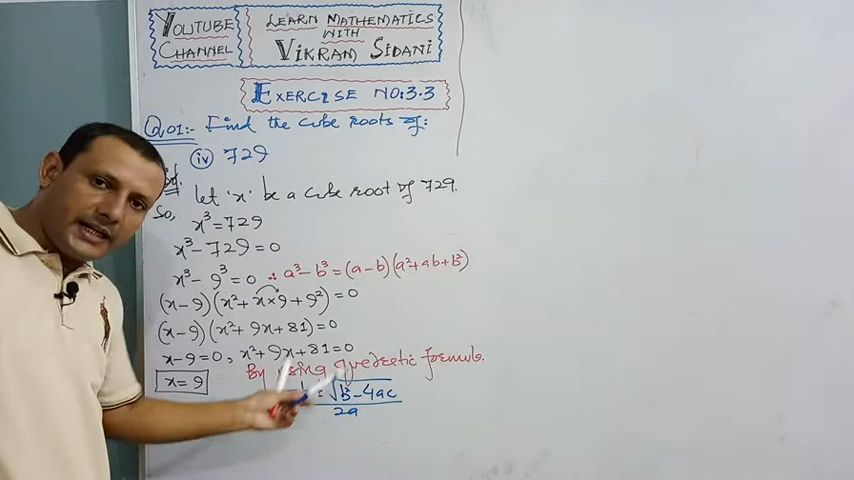 YOUTUBE CHANNEL
LEARN MATHEMATICS
WITH
VIKRAM SIDANI
EXERCISE NO:3.3
Q01:- Find the cube roots of:
iv 729
Let 'x' be a cube root of 729.
So, x³=729
x³-729=0
x³-9³=0 ∴ a³-b³=(a-b)(a²+ab+b²)
(x-9)(x²+x×9+9²)=0
(x-9)(x²+9x+81)=0
x-9=0, x²+9x+81=0
By using quadratic formula.
x=9
√b²-4ac
2a